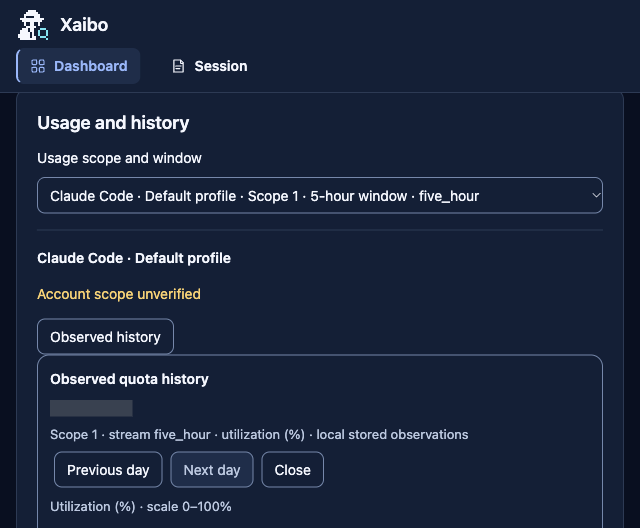 Xaibo
Dashboard
Session
Usage and history
Usage scope and window
Claude Code · Default profile · Scope 1 · 5-hour window · five_hour
Claude Code · Default profile
Account scope unverified
Observed history
Observed quota history
Scope 1 · stream five_hour · utilization (%) · local stored observations
Previous day
Next day
Close
Utilization (%) · scale 0–100%